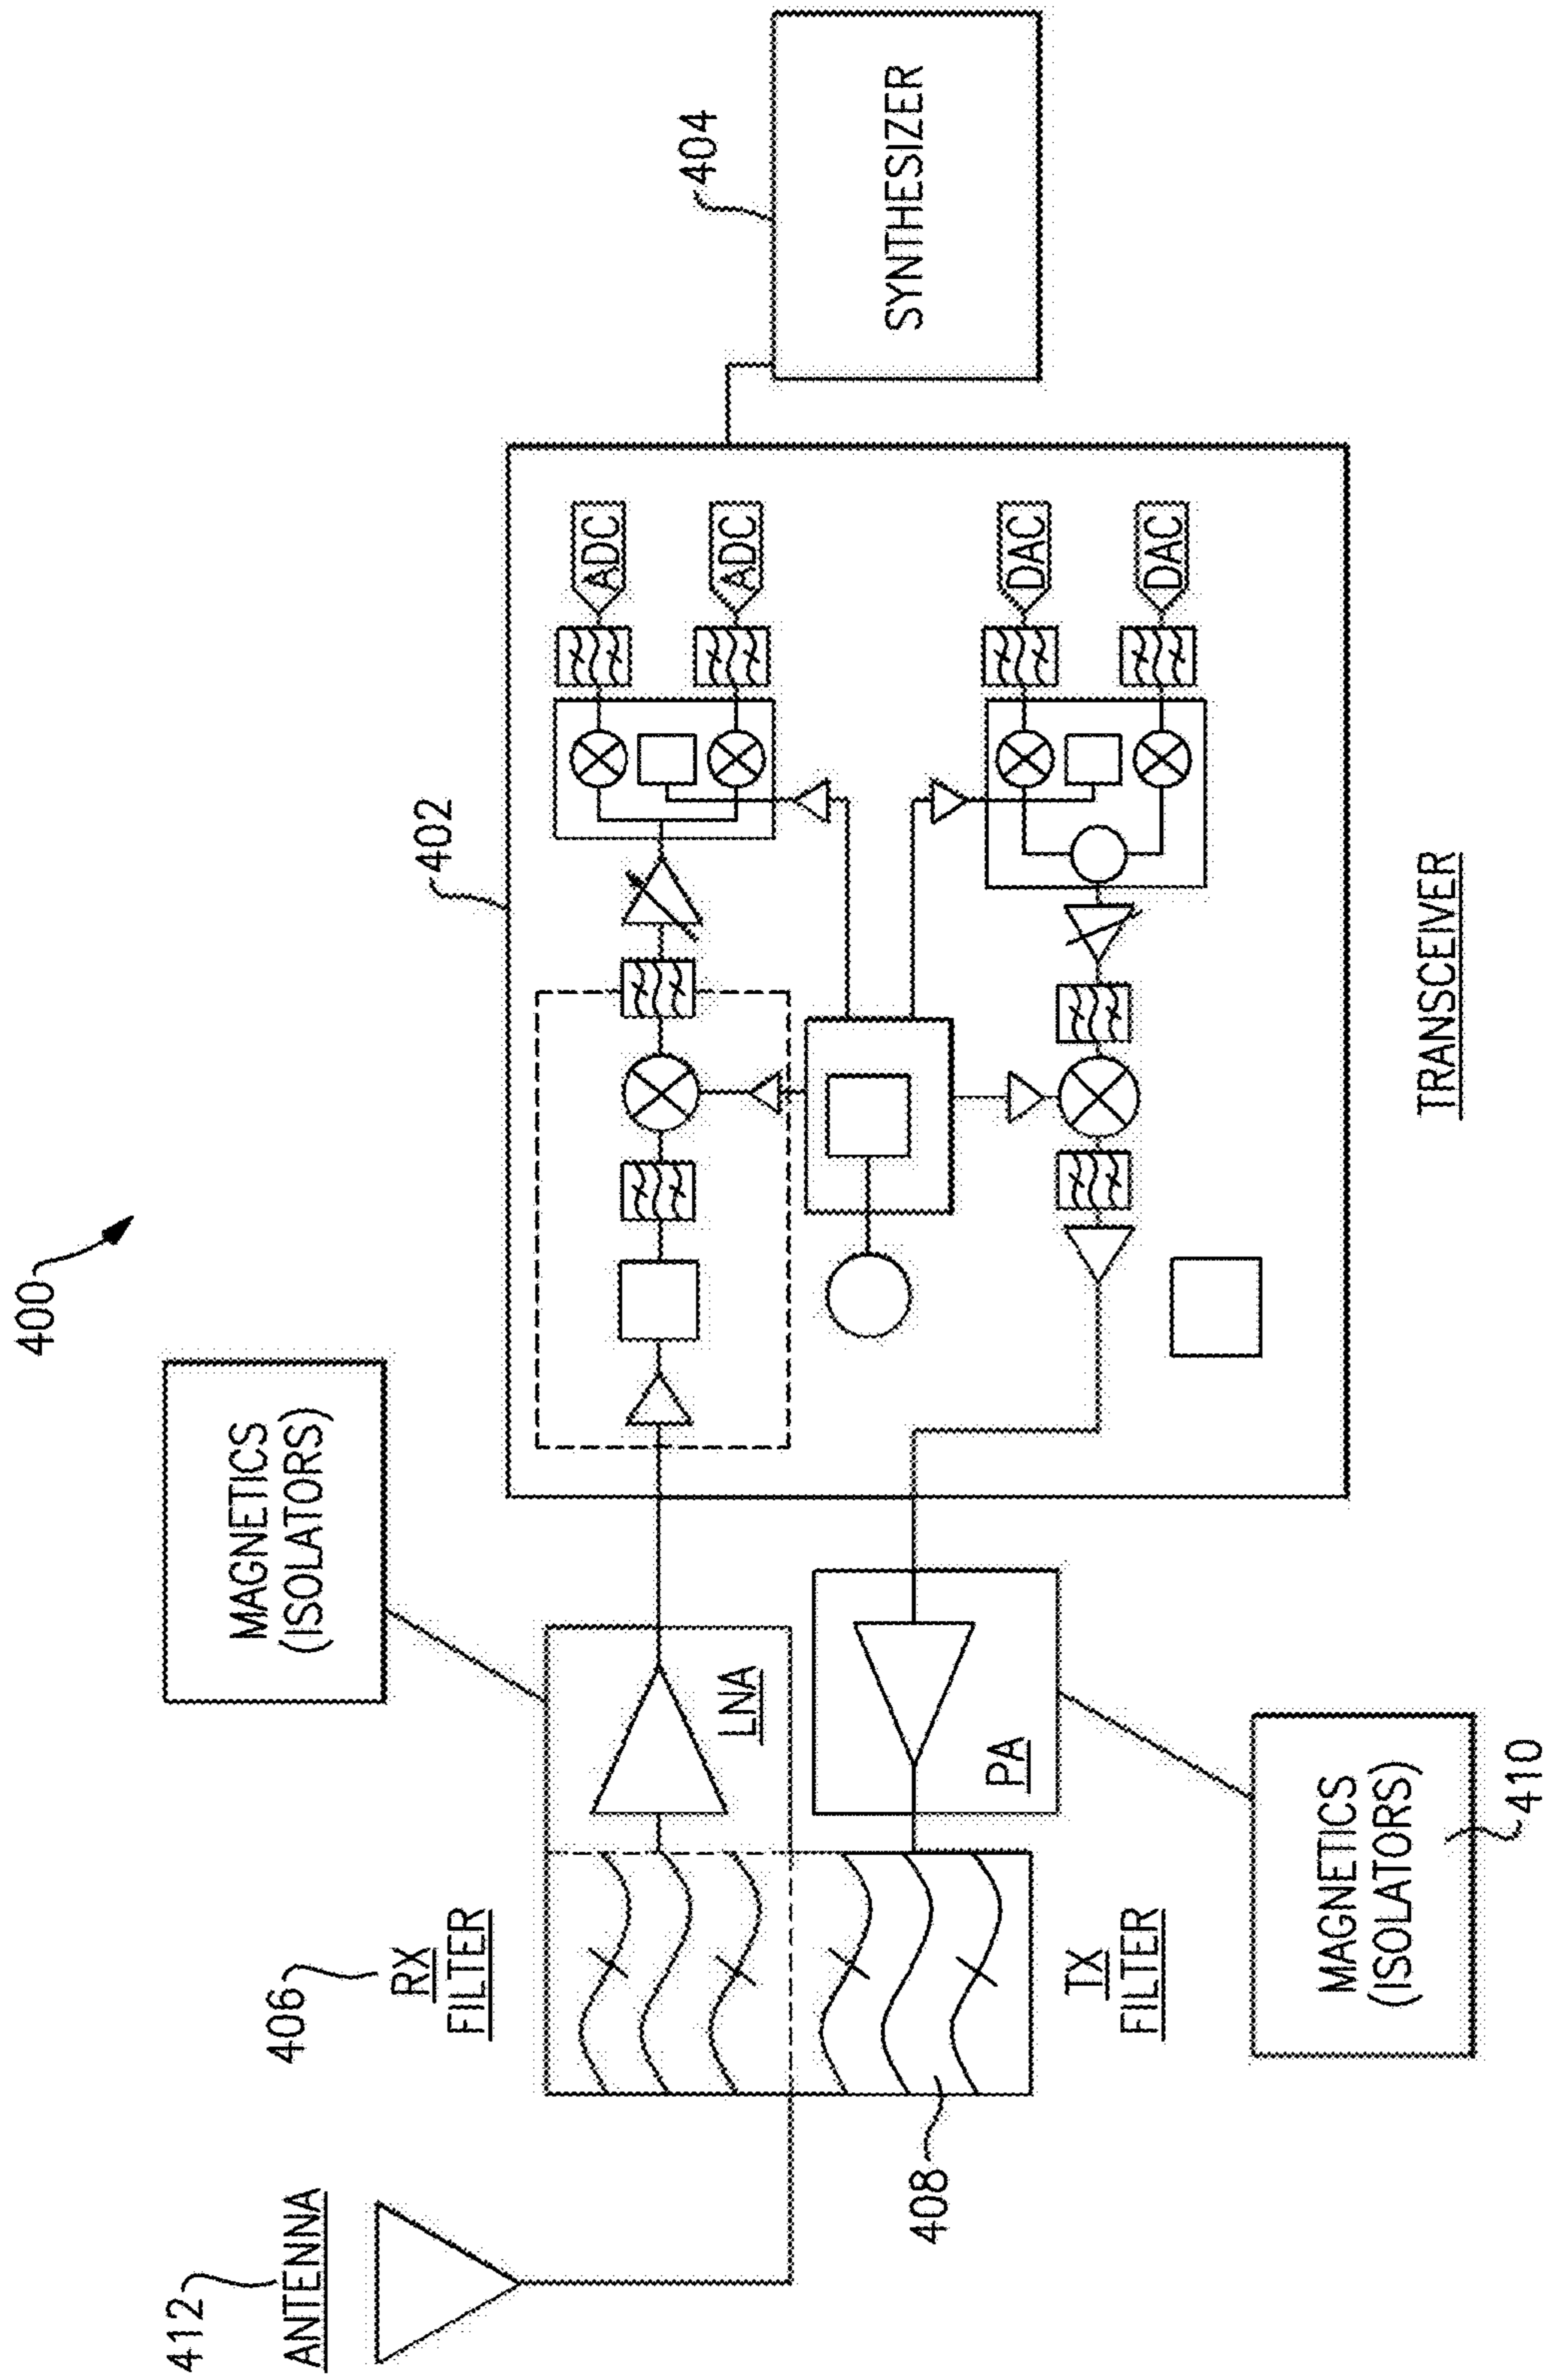 400
412
ANTENNA
406
RX
FILTER
MAGNETICS
(ISOLATORS)
LNA
402
ADC
ADC
404
SYNTHESIZER
408
TX
FILTER
PA
DAC
DAC
MAGNETICS
(ISOLATORS)
410
TRANSCEIVER